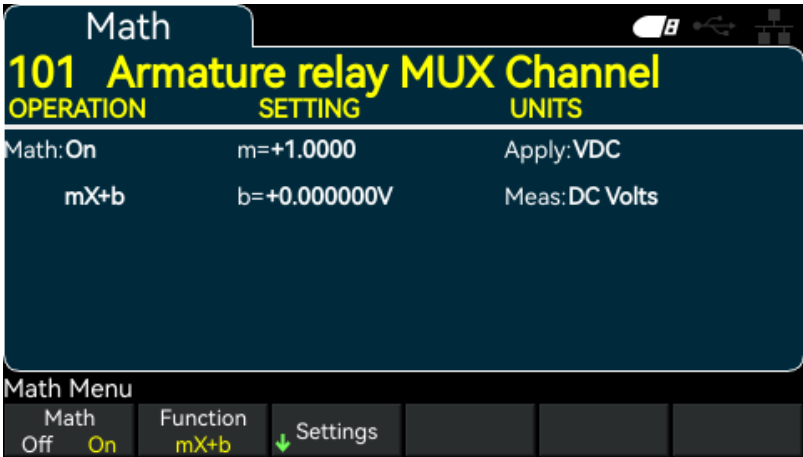 Math
101 Armature relay MUX Channel
OPERATION SETTING UNITS
Math:On m=+1.0000 Apply:VDC
mX+b b=+0.000000V Meas:DC Volts
Math Menu
Math Function Settings
Off On mX+b